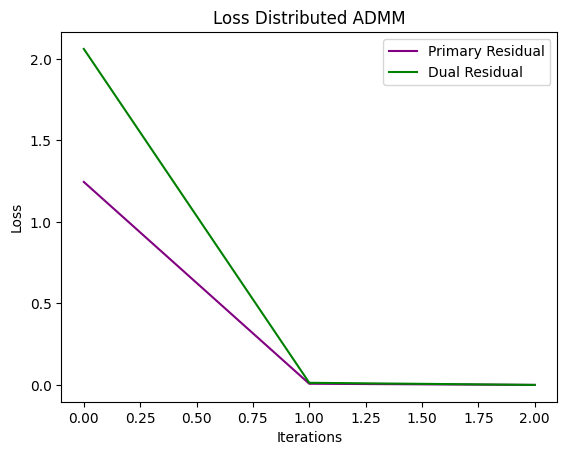 Loss Distributed ADMM
Primary Residual
Dual Residual
Loss
2.0
1.5
1.0
0.5
0.0
0.00 0.25 0.50 0.75 1.00 1.25 1.50 1.75 2.00
Iterations